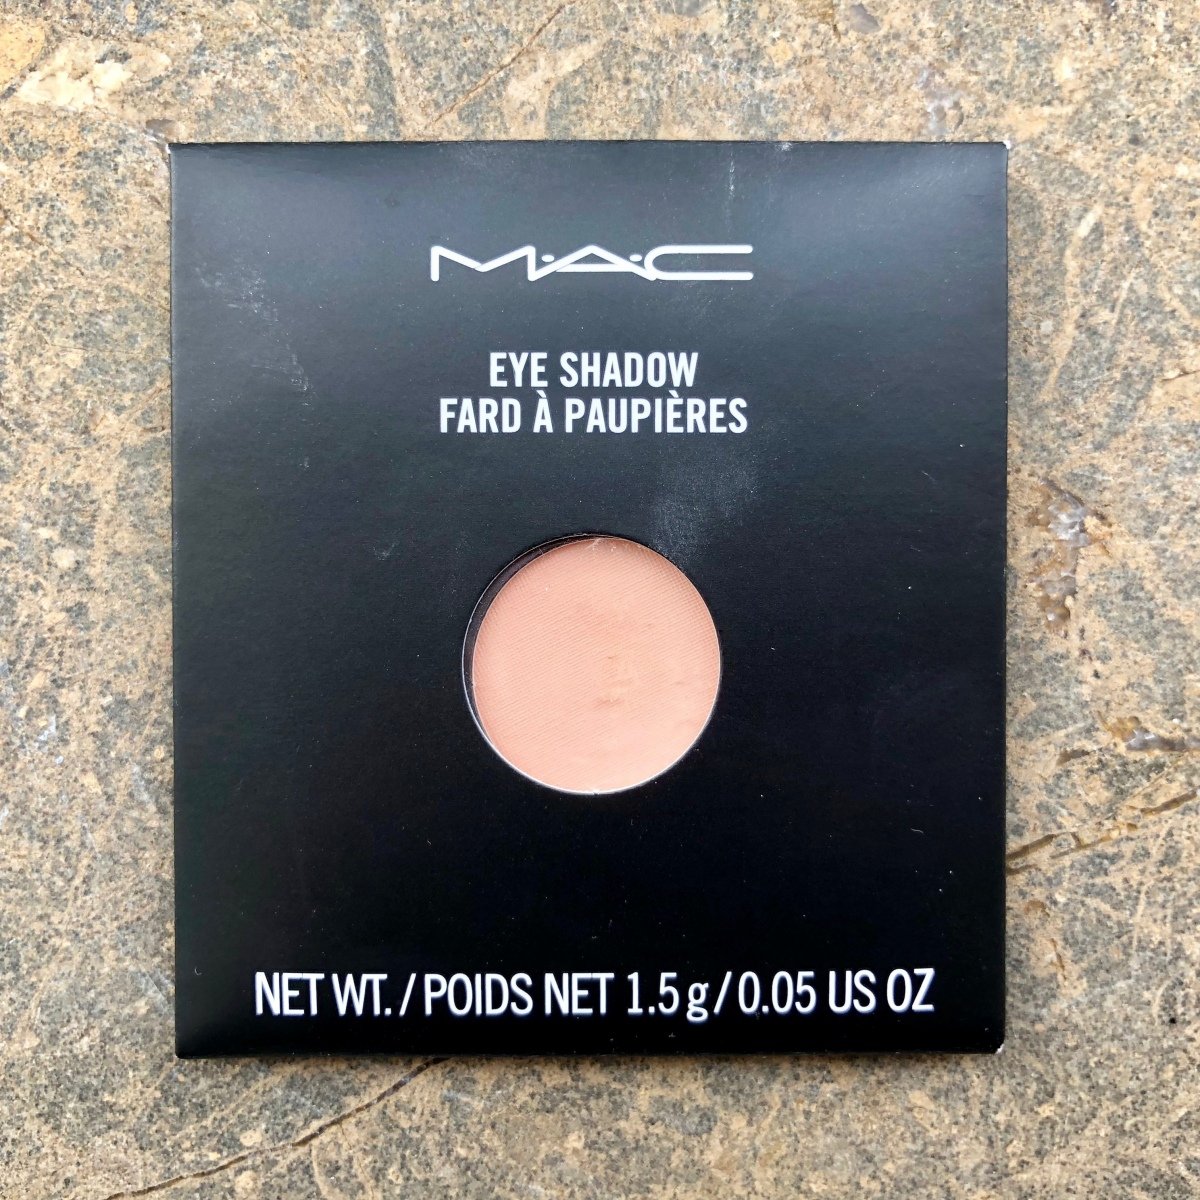 M·A·C
EYE SHADOW
FARD À PAUPIÈRES
NET WT./POIDS NET 1.5 g/0.05 US OZ